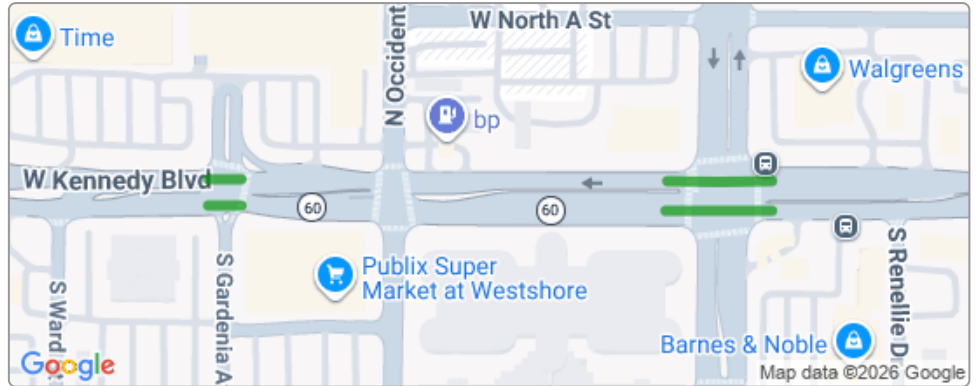 W North A St
Time
N Occident
Walgreens
bp
W Kennedy Blvd
60
60
Publix Super
Market at Westshore
S Ward
S Gardenia A
S Renellie Dr
Barnes & Noble
Google
Map data ©2026 Google